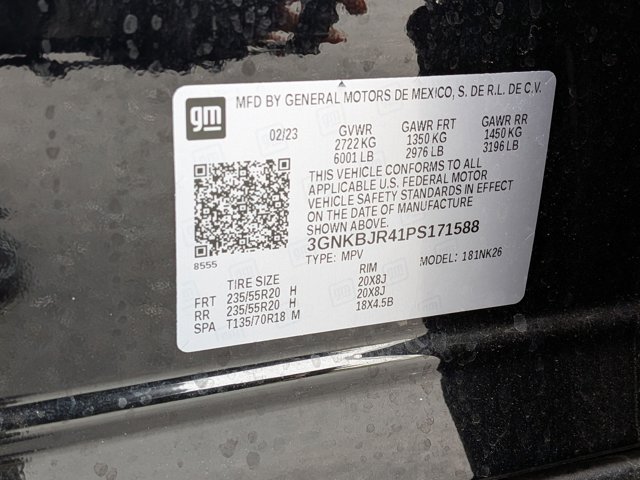 gm
MFD BY GENERAL MOTORS DE MEXICO, S. DE R.L. DE C.V.
02/23 GVWR GAWR FRT GAWR RR
2722 KG 1350 KG 1450 KG
6001 LB 2976 LB 3196 LB
THIS VEHICLE CONFORMS TO ALL
APPLICABLE U.S. FEDERAL MOTOR
VEHICLE SAFETY STANDARDS IN EFFECT
ON THE DATE OF MANUFACTURE
SHOWN ABOVE.
3GNKBJR41PS171588
8555 TYPE: MPV MODEL: 181NK26
TIRE SIZE RIM
FRT 235/55R20 H 20X8J
RR 235/55R20 H 20X8J
SPA T135/70R18 M 18X4.5B